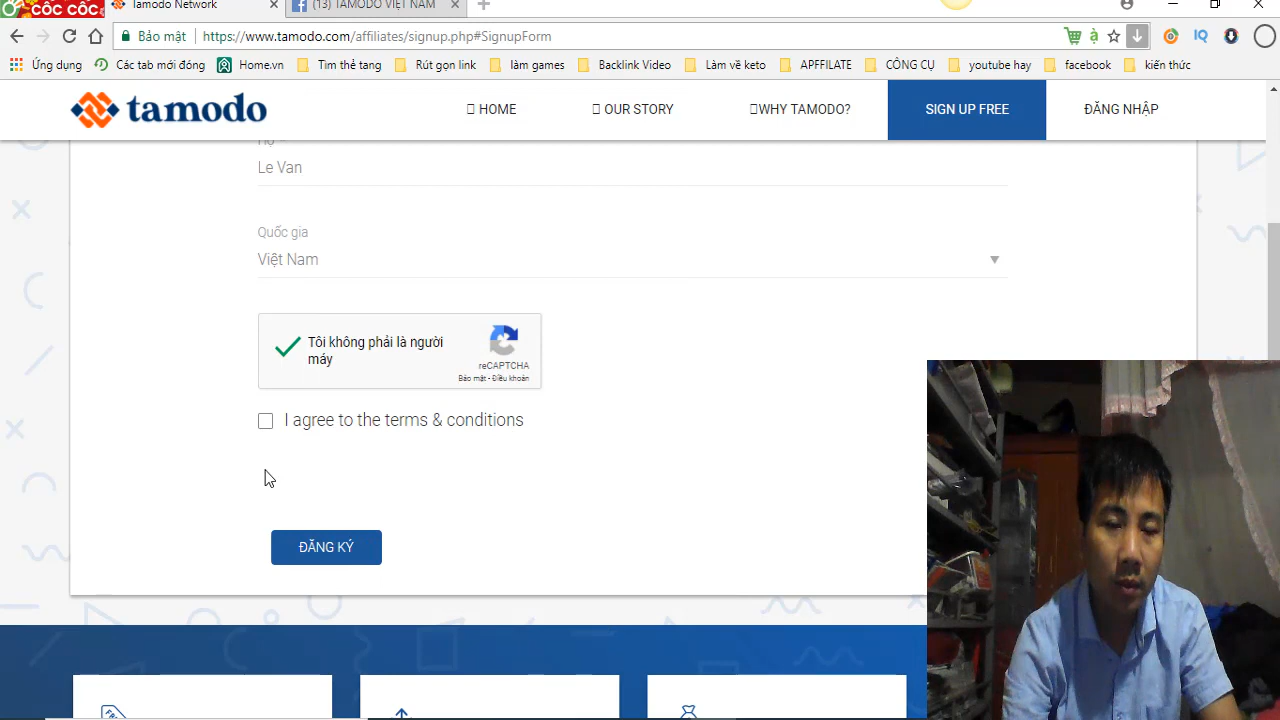 CỐC CỐC
Tamodo Network
(13) TAMODO VIỆT NAM
Bảo mật
https://www.tamodo.com/affiliates/signup.php#SignupForm
Ứng dụng
Các tab mới đóng
Home.vn
Tìm thẻ tang
Rút gọn link
làm games
Backlink Video
Làm vẽ keto
APFFILATE
CÔNG CỤ
youtube hay
facebook
kiến thức
tamodo
HOME
OUR STORY
WHY TAMODO?
SIGN UP FREE
ĐĂNG NHẬP
Le Van
Quốc gia
Việt Nam
Tôi không phải là người
máy
reCAPTCHA
Bảo mật - Điều khoản
I agree to the terms & conditions
ĐĂNG KÝ